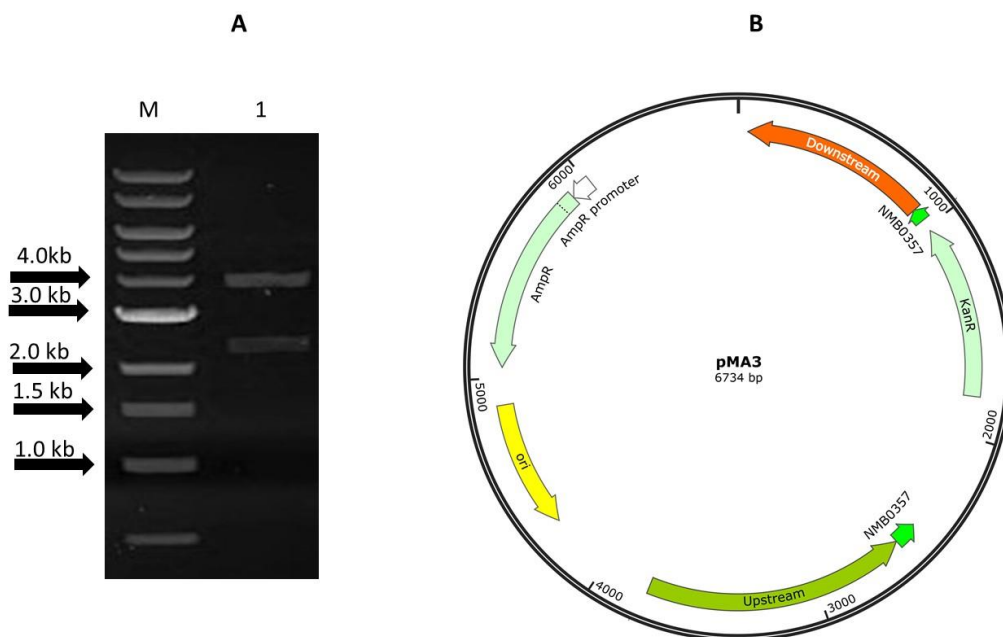 A
B
M
1
4.0kb
3.0 kb
2.0 kb
1.5 kb
1.0 kb
Downstream
1000
NMB0357
KanR
2000
NMB0357
Upstream
3000
4000
ori
5000
AmpR
AmpR promoter
6000
pMA3
6734 bp